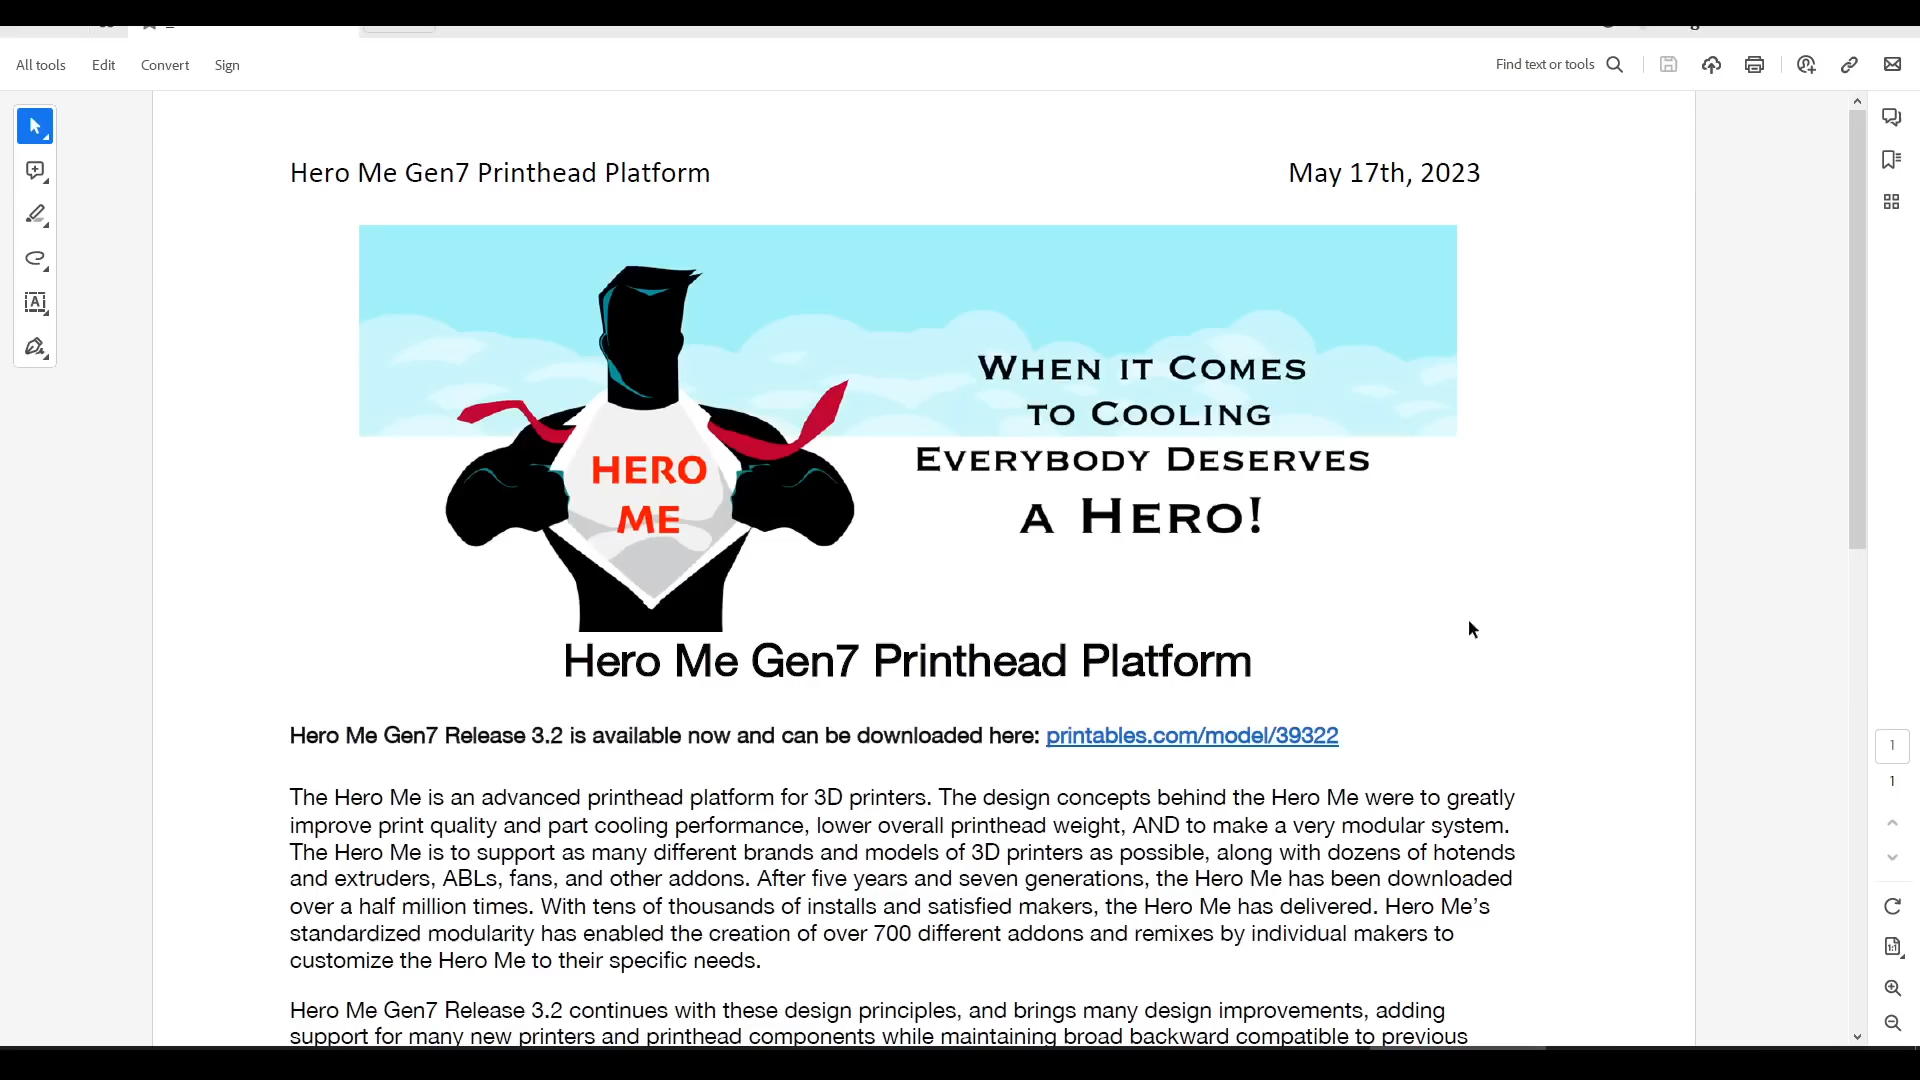 All tools
Edit
Convert
Sign
Find text or tools
Hero Me Gen7 Printhead Platform
May 17th, 2023
WHEN IT COMES
TO COOLING
EVERYBODY DESERVES
A HERO!
HERO
ME
Hero Me Gen7 Printhead Platform
Hero Me Gen7 Release 3.2 is available now and can be downloaded here: printables.com/model/39322
The Hero Me is an advanced printhead platform for 3D printers. The design concepts behind the Hero Me were to greatly
improve print quality and part cooling performance, lower overall printhead weight, AND to make a very modular system.
The Hero Me is to support as many different brands and models of 3D printers as possible, along with dozens of hotends
and extruders, ABLs, fans, and other addons. After five years and seven generations, the Hero Me has been downloaded
over a half million times. With tens of thousands of installs and satisfied makers, the Hero Me has delivered. Hero Me’s
standardized modularity has enabled the creation of over 700 different addons and remixes by individual makers to
customize the Hero Me to their specific needs.
Hero Me Gen7 Release 3.2 continues with these design principles, and brings many design improvements, adding
support for many new printers and printhead components while maintaining broad backward compatible to previous
1
1